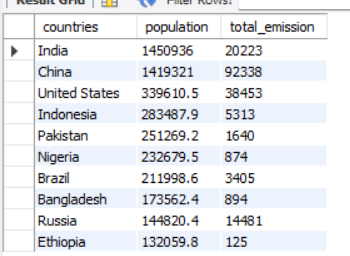 Result Grid Filter Rows:
countries population total_emission
India 1450936 20223
China 1419321 92338
United States 339610.5 38453
Indonesia 283487.9 5313
Pakistan 251269.2 1640
Nigeria 232679.5 874
Brazil 211998.6 3405
Bangladesh 173562.4 894
Russia 144820.4 14481
Ethiopia 132059.8 125